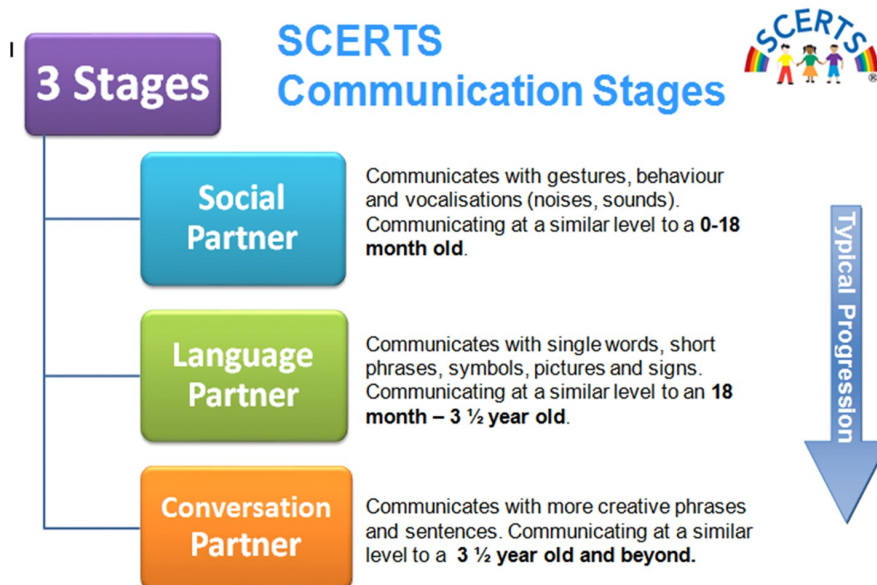 I
3 Stages
SCERTS
Communication Stages
SCERTS
®
Social
Partner
Communicates with gestures, behaviour
and vocalisations (noises, sounds).
Communicating at a similar level to a 0-18
month old.
Language
Partner
Communicates with single words, short
phrases, symbols, pictures and signs.
Communicating at a similar level to an 18
month – 3 ½ year old.
Conversation
Partner
Communicates with more creative phrases
and sentences. Communicating at a similar
level to a 3 ½ year old and beyond.
Typical Progression